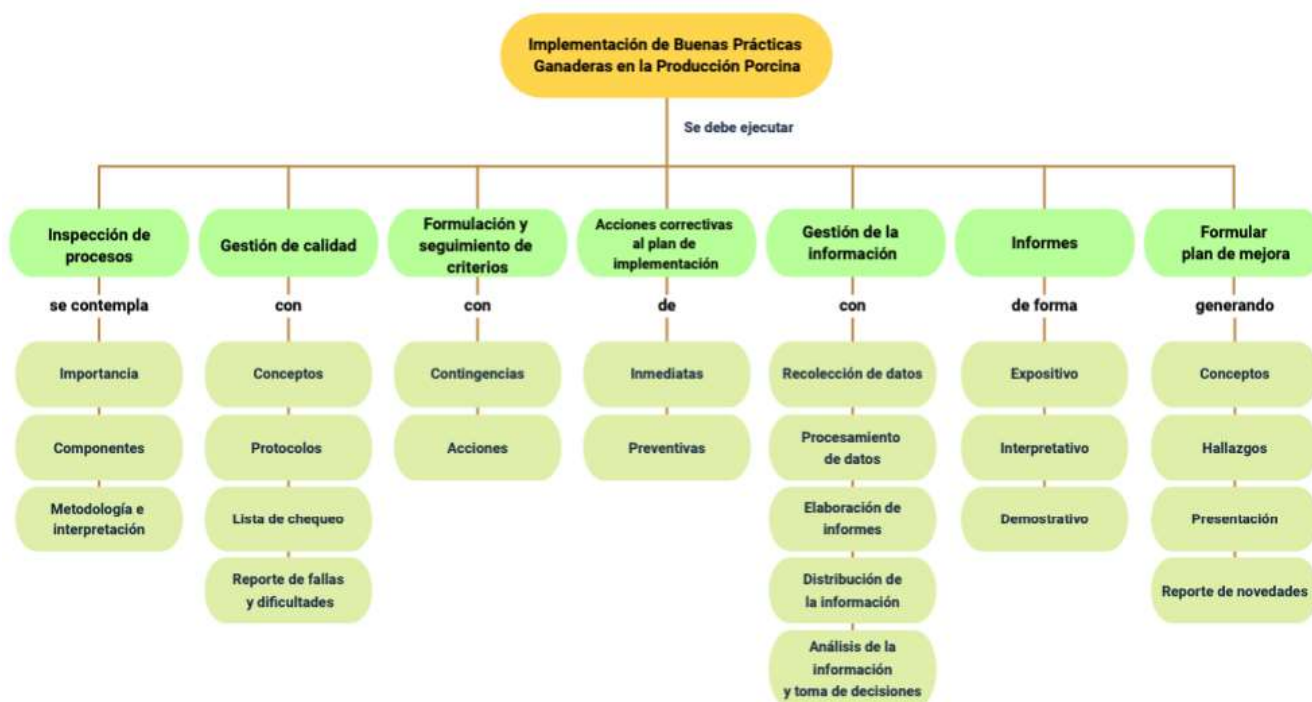 Implementación de Buenas Prácticas
Ganaderas en la Producción Porcina
Se debe ejecutar
Inspección de
procesos
se contempla
Importancia
Componentes
Metodología e
interpretación
Gestión de calidad
con
Conceptos
Protocolos
Lista de chequeo
Reporte de fallas
y dificultades
Formulación y
seguimiento de
criterios
con
Contingencias
Acciones
Acciones correctivas
al plan de
implementación
de
Inmediatas
Preventivas
Gestión de la
información
con
Recolección de datos
Procesamiento
de datos
Elaboración de
informes
Distribución de
la información
Análisis de la
información
y toma de decisiones
Informes
de forma
Expositivo
Interpretativo
Demostrativo
Formular
plan de mejora
generando
Conceptos
Hallazgos
Presentación
Reporte de novedades